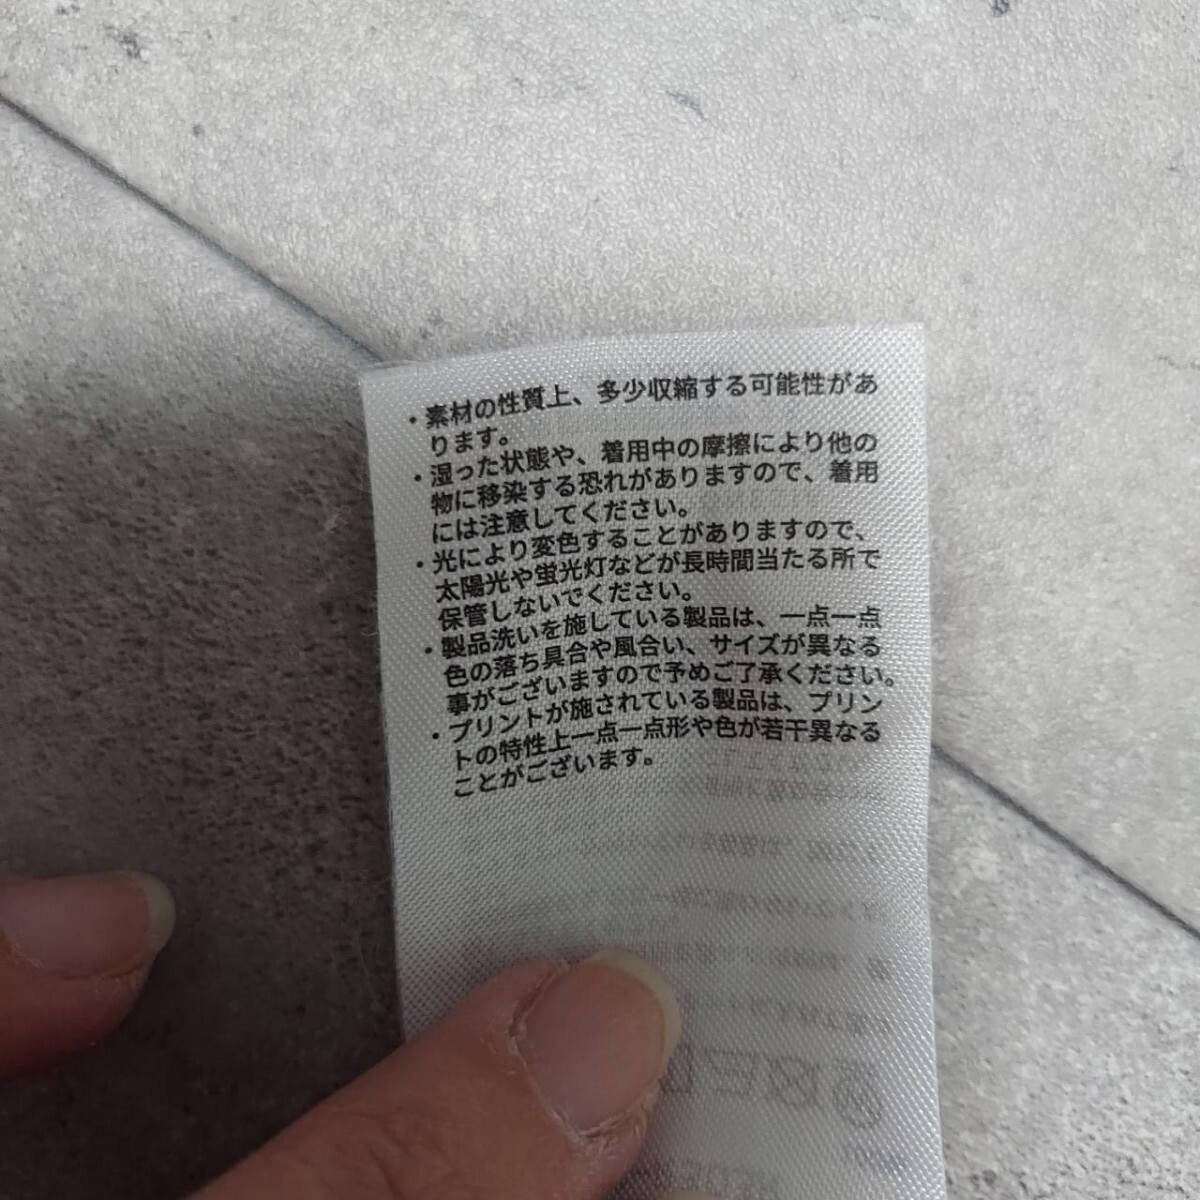 ・素材の性質上、多少収縮する可能性があ
ります。
・湿った状態や、着用中の摩擦により他の
物に移染する恐れがありますので、着用
には注意してください。
・光により変色することがありますので、
太陽光や蛍光灯などが長時間当たる所で
保管しないでください。
・製品洗いを施している製品は、一点一点
色の落ち具合や風合い、サイズが異なる
事がございますので予めご了承ください。
・プリントが施されている製品は、プリン
トの特性上一点一点形や色が若干異なる
ことがございます。